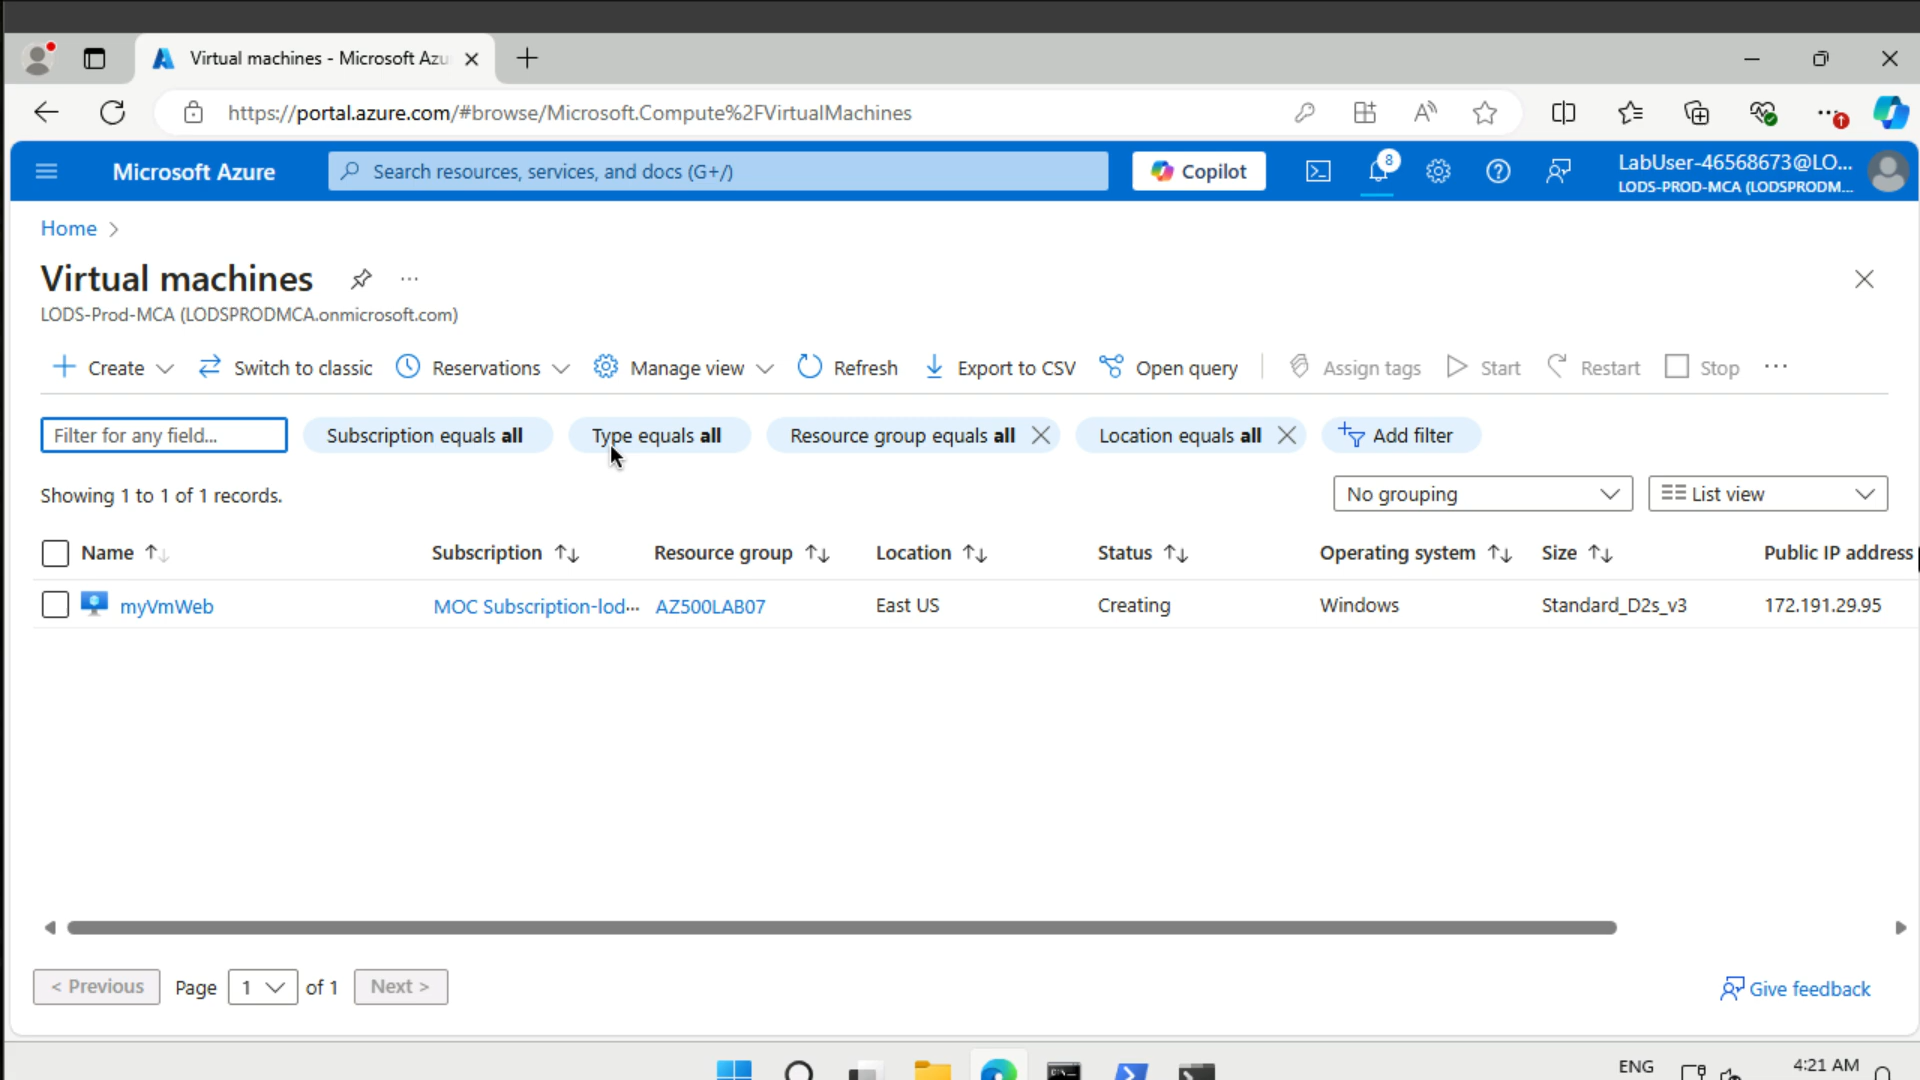 Virtual machines - Microsoft Azu
https://portal.azure.com/#browse/Microsoft.Compute%2FVirtualMachines
Microsoft Azure
Search resources, services, and docs (G+/)
Copilot
8
LabUser-46568673@LO...
LODS-PROD-MCA (LODSPRODM...
Home >
Virtual machines
LODS-Prod-MCA (LODSPRODMCA.onmicrosoft.com)
Create
Switch to classic
Reservations
Manage view
Refresh
Export to CSV
Open query
Assign tags
Start
Restart
Stop
Filter for any field...
Subscription equals all
Type equals all
Resource group equals all
Location equals all
Add filter
Showing 1 to 1 of 1 records.
No grouping
List view
Name Subscription Resource group Location Status Operating system Size Public IP address
myVmWeb MOC Subscription-lod... AZ500LAB07 East US Creating Windows Standard_D2s_v3 172.191.29.95
< Previous Page 1 of 1 Next >
Give feedback
ENG
4:21 AM